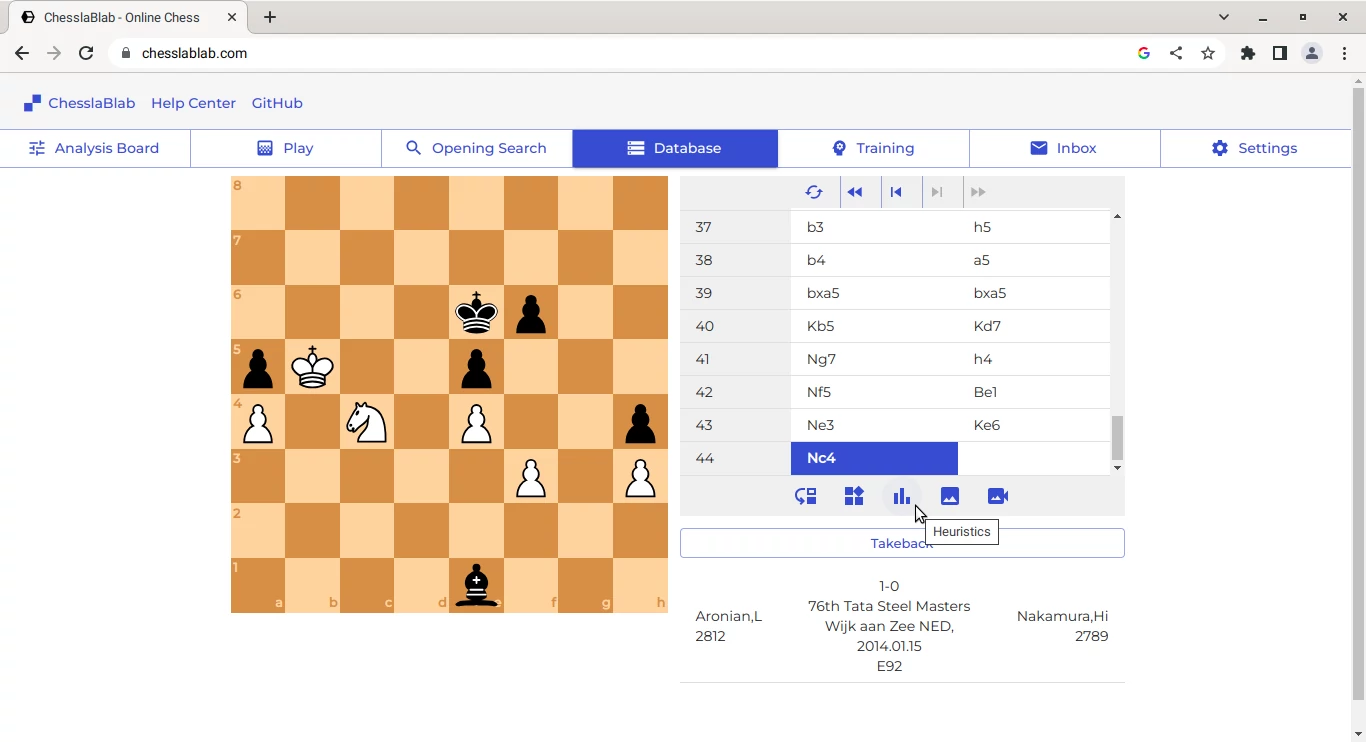 ChesslaBlab - Online Chess
chesslablab.com
ChesslaBlab Help Center GitHub
Analysis Board Play Opening Search Database Training Inbox Settings
8
7
6
5
4
3
2
1
a b c d e f g h
37 b3 h5
38 b4 a5
39 bxa5 bxa5
40 Kb5 Kd7
41 Ng7 h4
42 Nf5 Be1
43 Ne3 Ke6
44 Nc4
Heuristics
Takeback
1-0
76th Tata Steel Masters
Wijk aan Zee NED,
2014.01.15
E92
Aronian,L
2812
Nakamura,Hi
2789